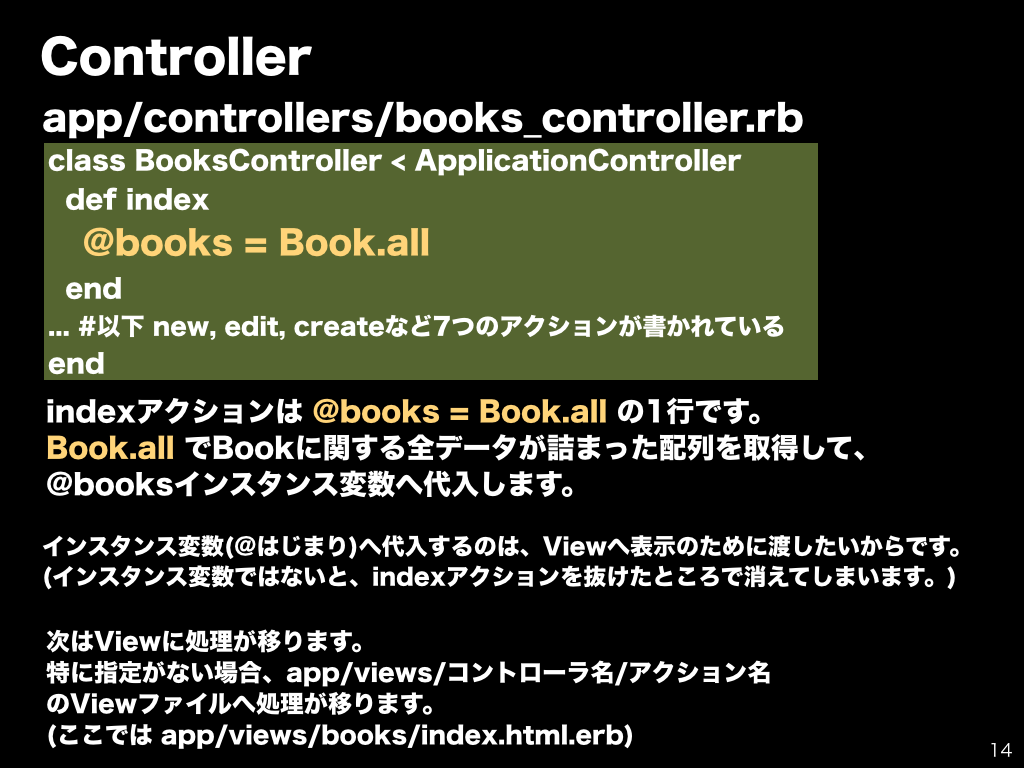 Controller
app/controllers/books_controller.rb
class BooksController < ApplicationController
def index
@books = Book.all
end
... #以下 new, edit, createなど7つのアクションが書かれている
end
indexアクションは @books = Book.all の1行です。
Book.all でBookに関する全データが詰まった配列を取得して、
@booksインスタンス変数へ代入します。
インスタンス変数(@はじまり)へ代入するのは、Viewへ表示のために渡したいからです。
(インスタンス変数ではないと、indexアクションを抜けたところで消えてしまいます。)
次はViewに処理が移ります。
特に指定がない場合、app/views/コントローラ名/アクション名
のViewファイルへ処理が移ります。
(ここでは app/views/books/index.html.erb)
14